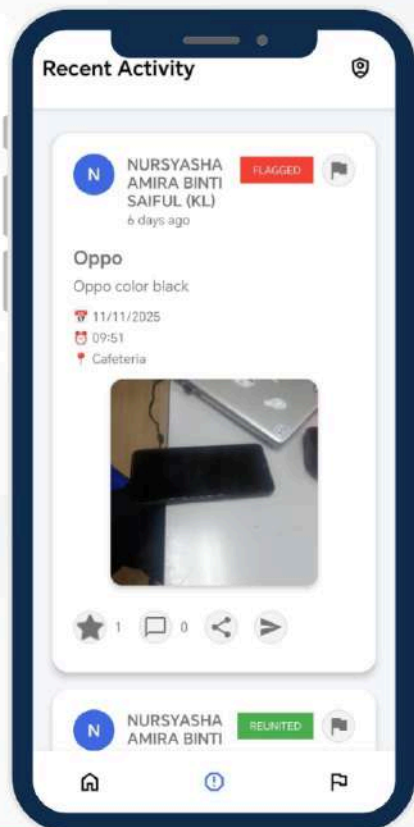 Recent Activity
N
NURSYASHA
AMIRA BINTI
SAIFUL (KL)
FLAGGED
6 days ago
Oppo
Oppo color black
11/11/2025
09:51
Cafeteria
1
0
N
NURSYASHA
AMIRA BINTI
REUNITED